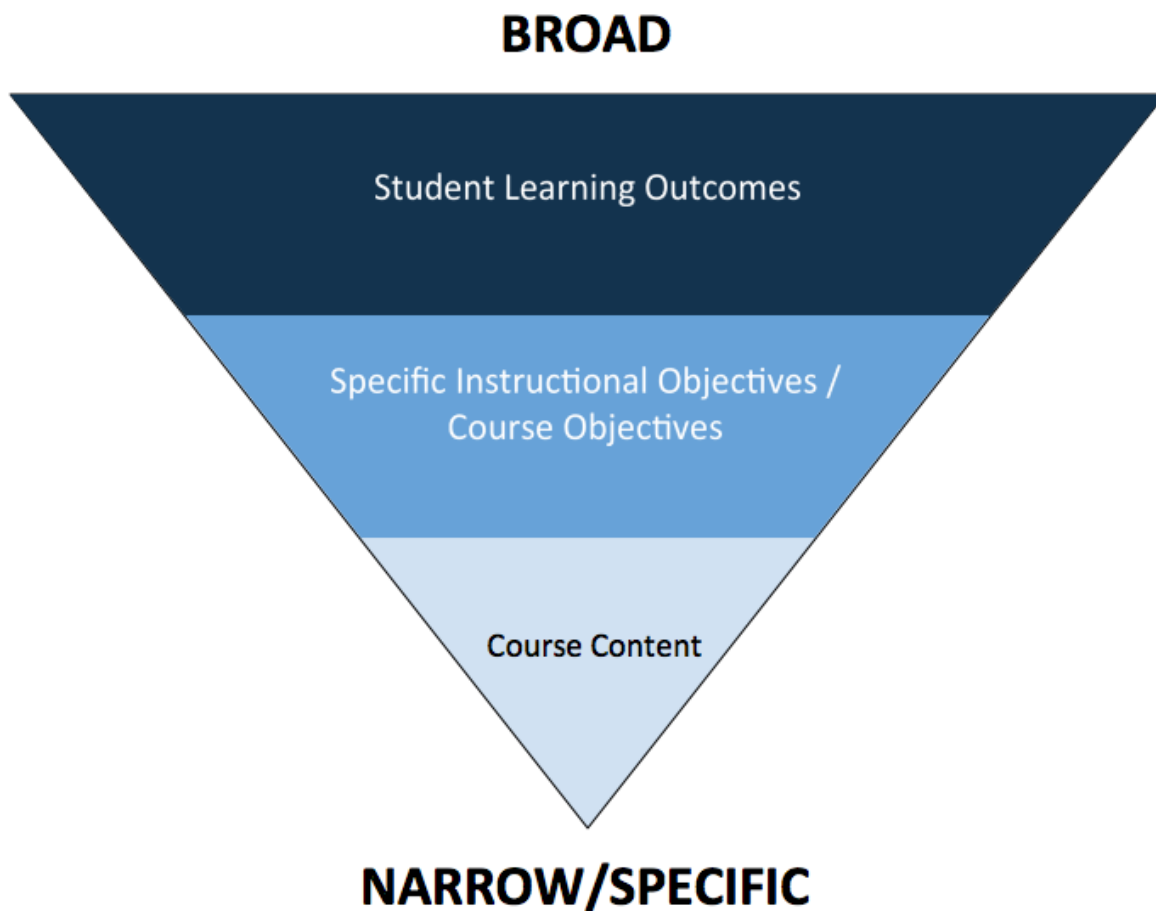 BROAD
Student Learning Outcomes
Specific Instructional Objectives /
Course Objectives
Course Content
NARROW/SPECIFIC